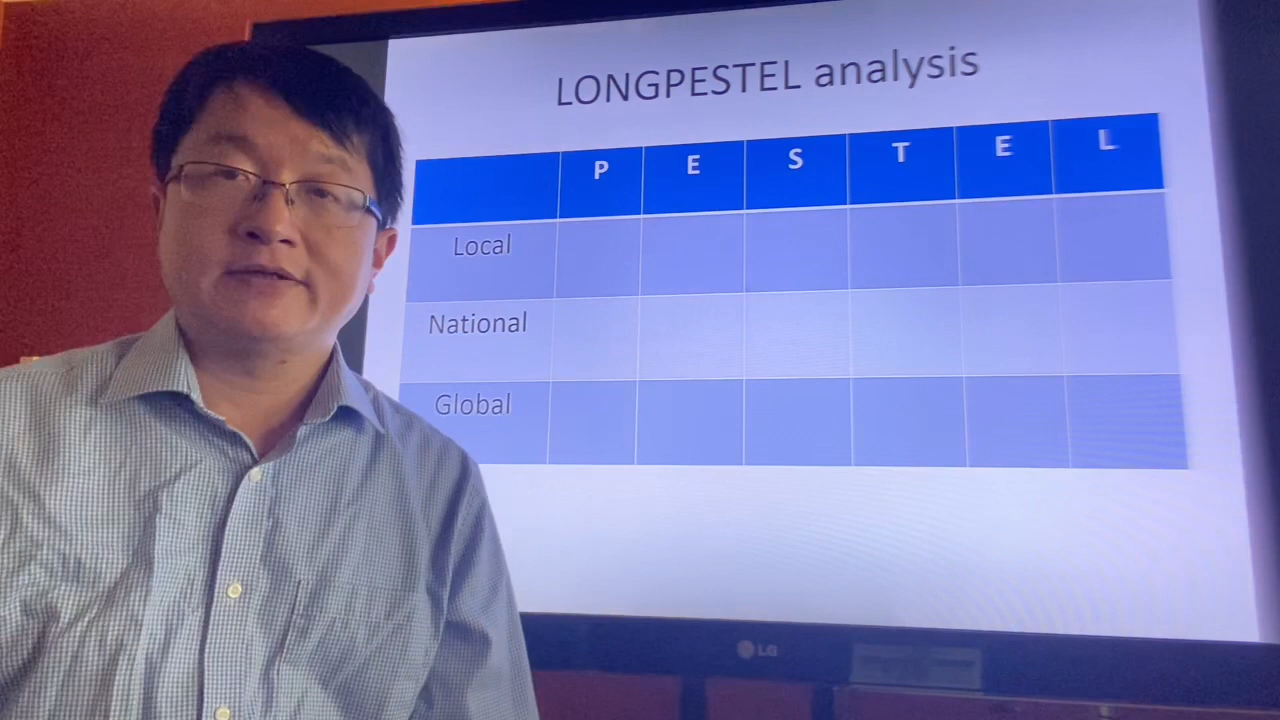 LONGPESTEL analysis
P E S T E L
Local
National
Global
LG